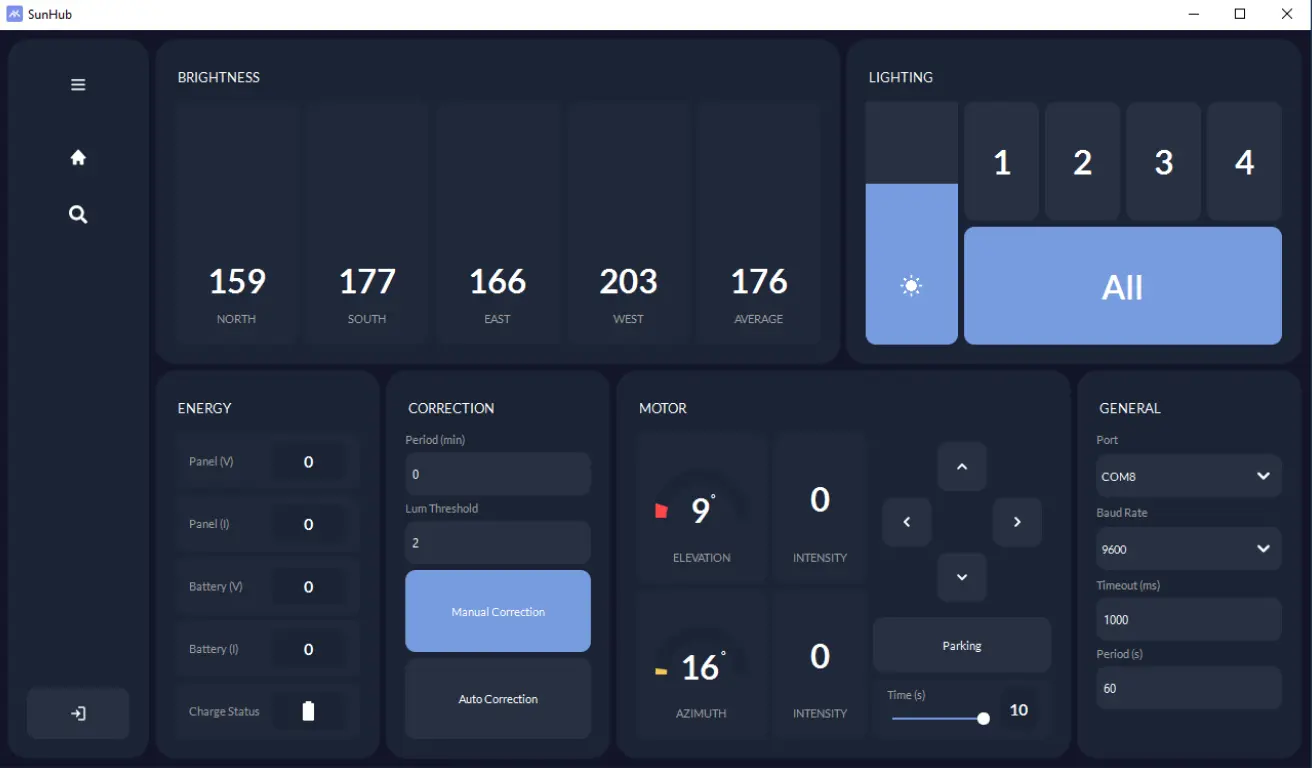 SunHub
BRIGHTNESS
159
NORTH
177
SOUTH
166
EAST
203
WEST
176
AVERAGE
LIGHTING
1
2
3
4
All
ENERGY
Panel (V)
0
Panel (I)
0
Battery (V)
0
Battery (I)
0
Charge Status
CORRECTION
Period (min)
0
Lum Threshold
2
Manual Correction
Auto Correction
MOTOR
9°
ELEVATION
0
INTENSITY
16°
AZIMUTH
0
INTENSITY
Parking
Time (s)
10
GENERAL
Port
COM8
Baud Rate
9600
Timeout (ms)
1000
Period (s)
60